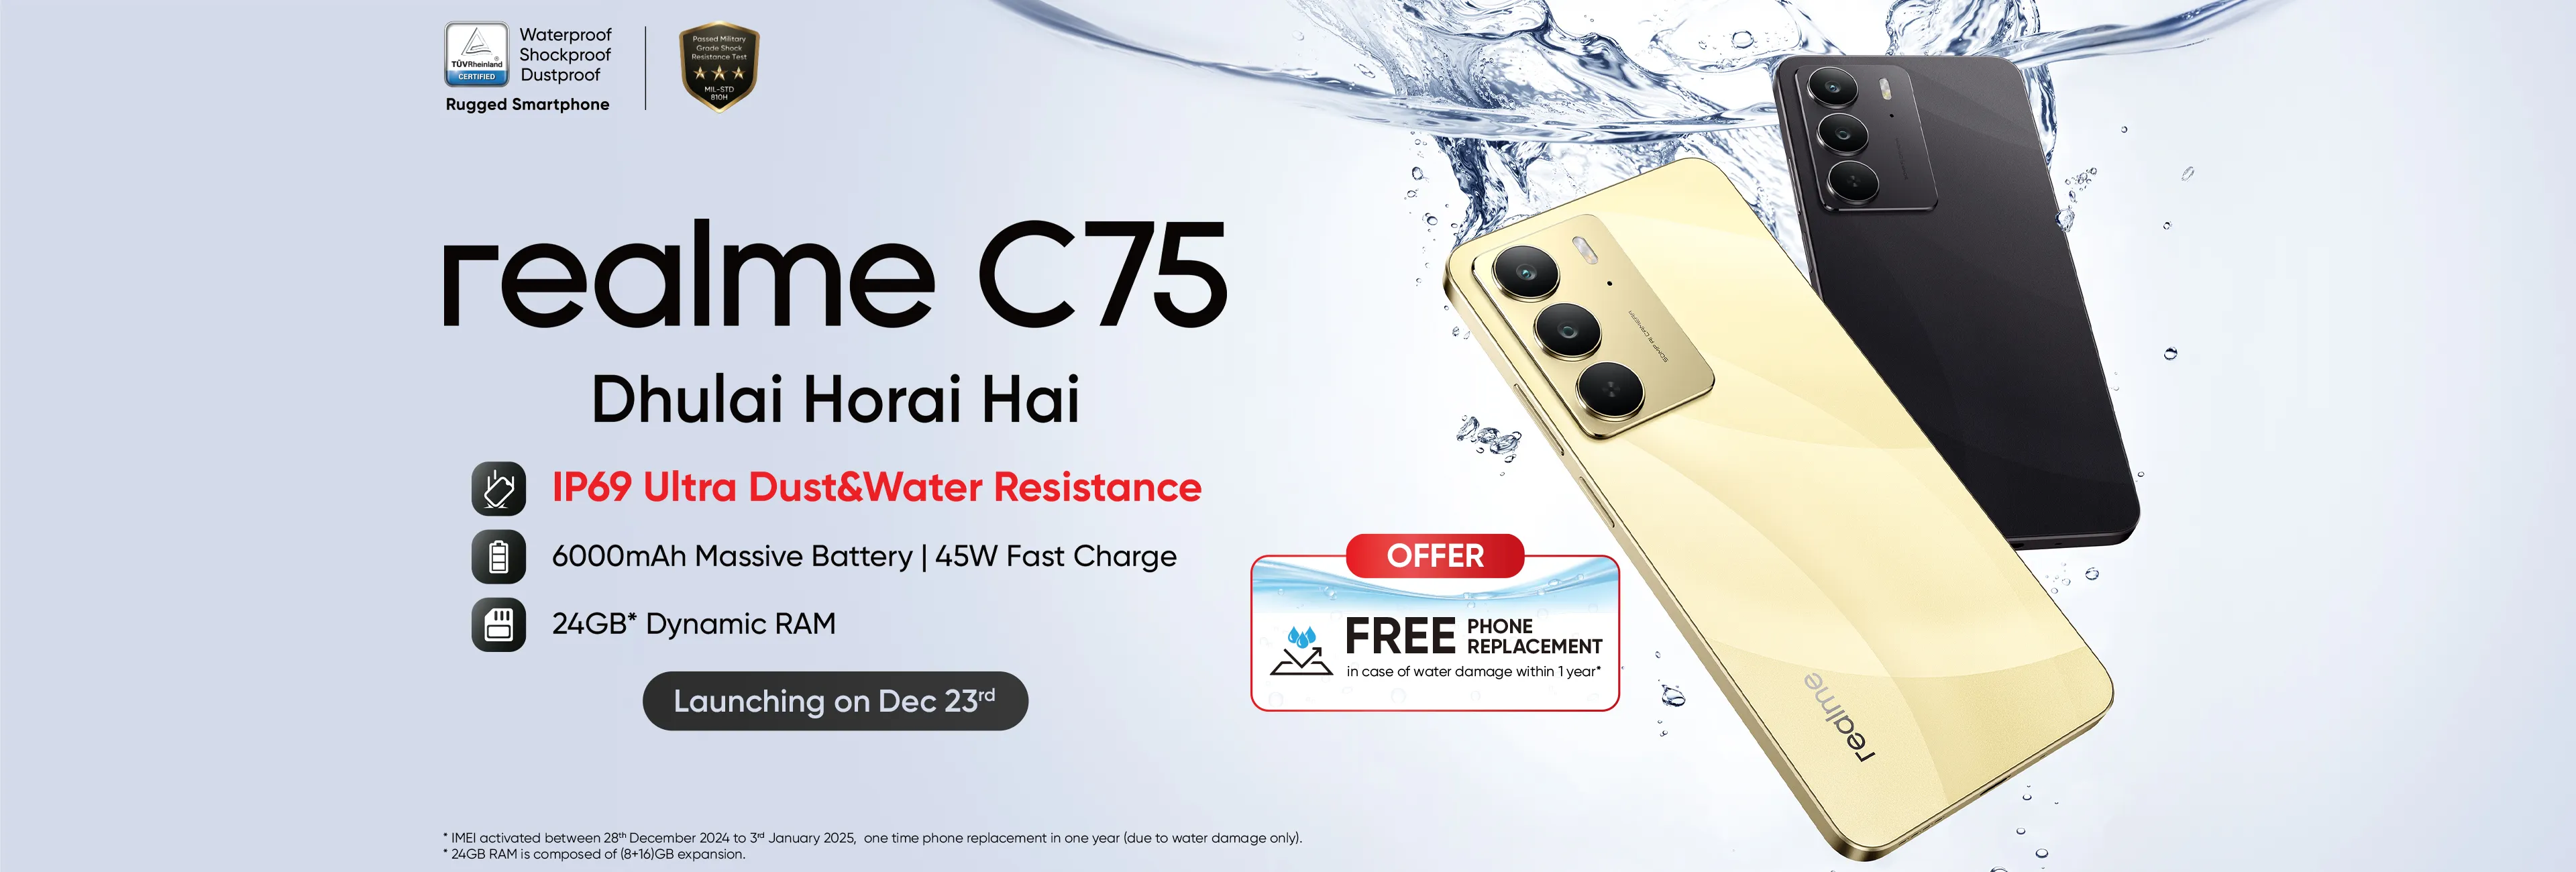 TÜVRheinland®
CERTIFIED
Waterproof
Shockproof
Dustproof
Rugged Smartphone
Passed Military
Grade Shock
Resistance Test
MIL-STD
810H
realme C75
Dhulai Horai Hai
IP69 Ultra Dust&Water Resistance
6000mAh Massive Battery | 45W Fast Charge
24GB* Dynamic RAM
Launching on Dec 23rd
OFFER
FREE PHONE
REPLACEMENT
in case of water damage within 1 year*
50MP AI CAMERA
realme
* IMEI activated between 28th December 2024 to 3rd January 2025, one time phone replacement in one year (due to water damage only).
* 24GB RAM is composed of (8+16)GB expansion.